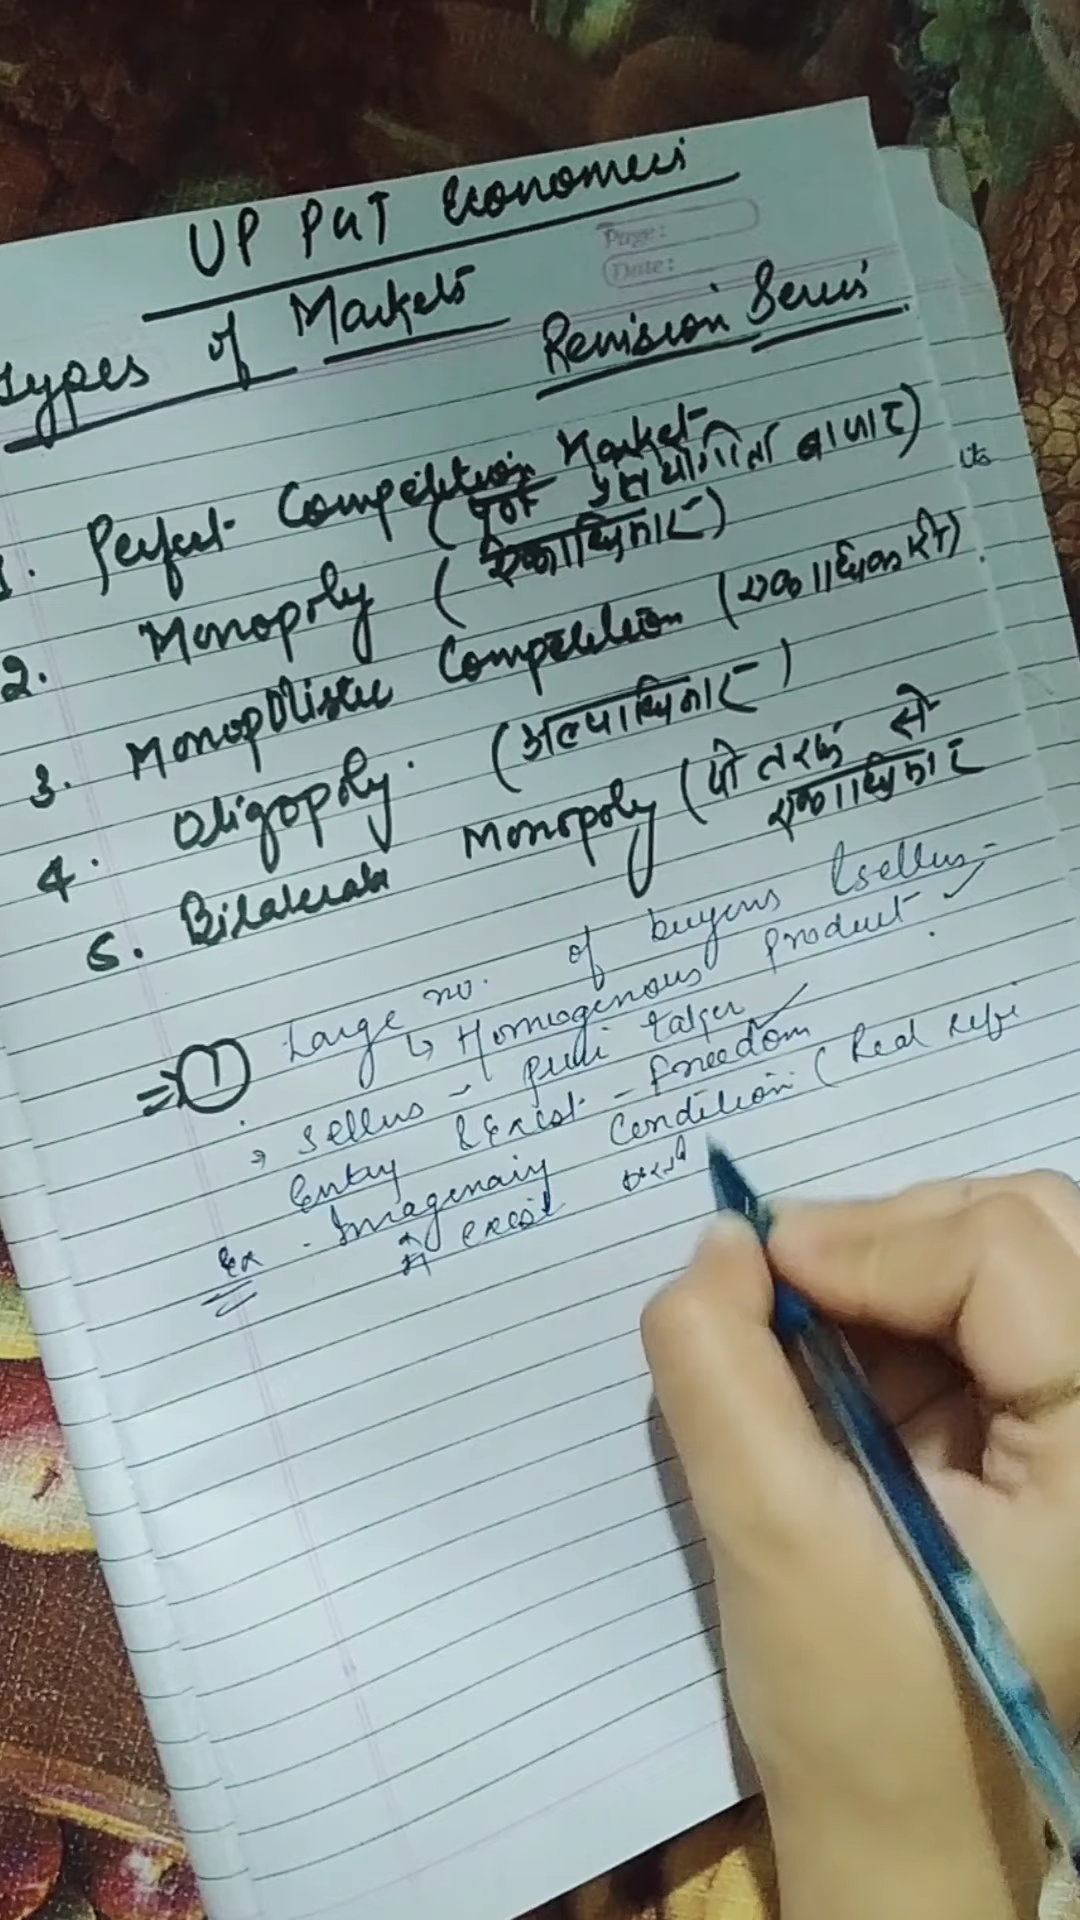 UP PGT Economics
Page:
Date:
Types of Markets
Revision Series
1. Perfect Competition Market
(पूर्ण प्रतियोगिता बाजार)
2. Monopoly (एकाधिकार)
3. Monopolistic Competition (एकाधिकारी)
4. Oligopoly. (अल्पाधिकार)
5. Bilateral Monopoly (दो तरफ से
एकाधिकार
1 Large no. of buyers & sellers
↳ Homogenous product ✓
→ Sellers - price taker
Entry & Exist - Freedom ✓
Ex - Imaginary Condition (Real life
में exist